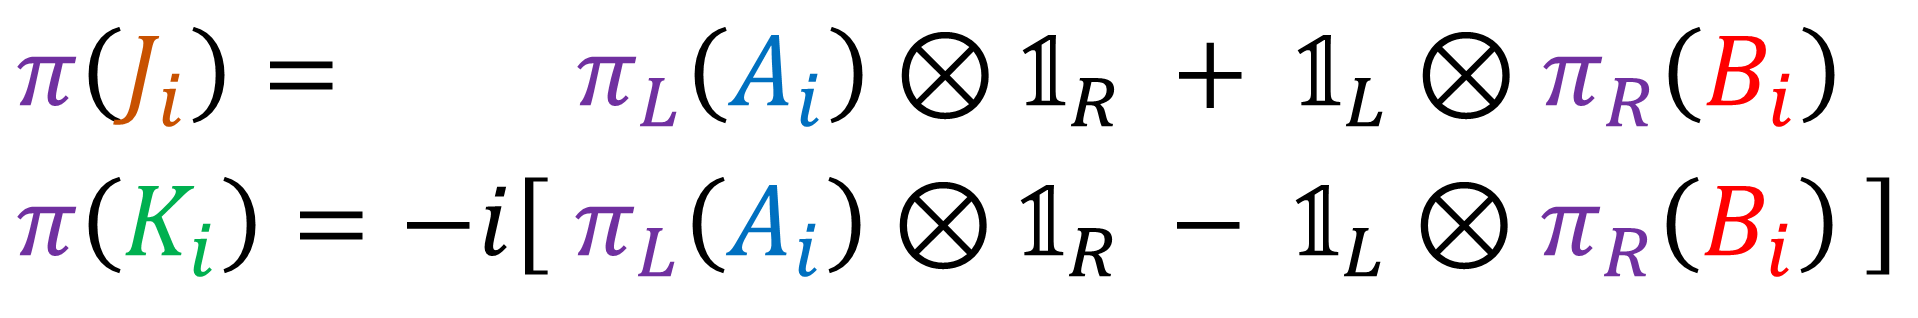 π(J_i) = π_L(A_i) ⊗ 𝟙_R + 𝟙_L ⊗ π_R(B_i)
π(K_i) = −i[ π_L(A_i) ⊗ 𝟙_R − 𝟙_L ⊗ π_R(B_i) ]